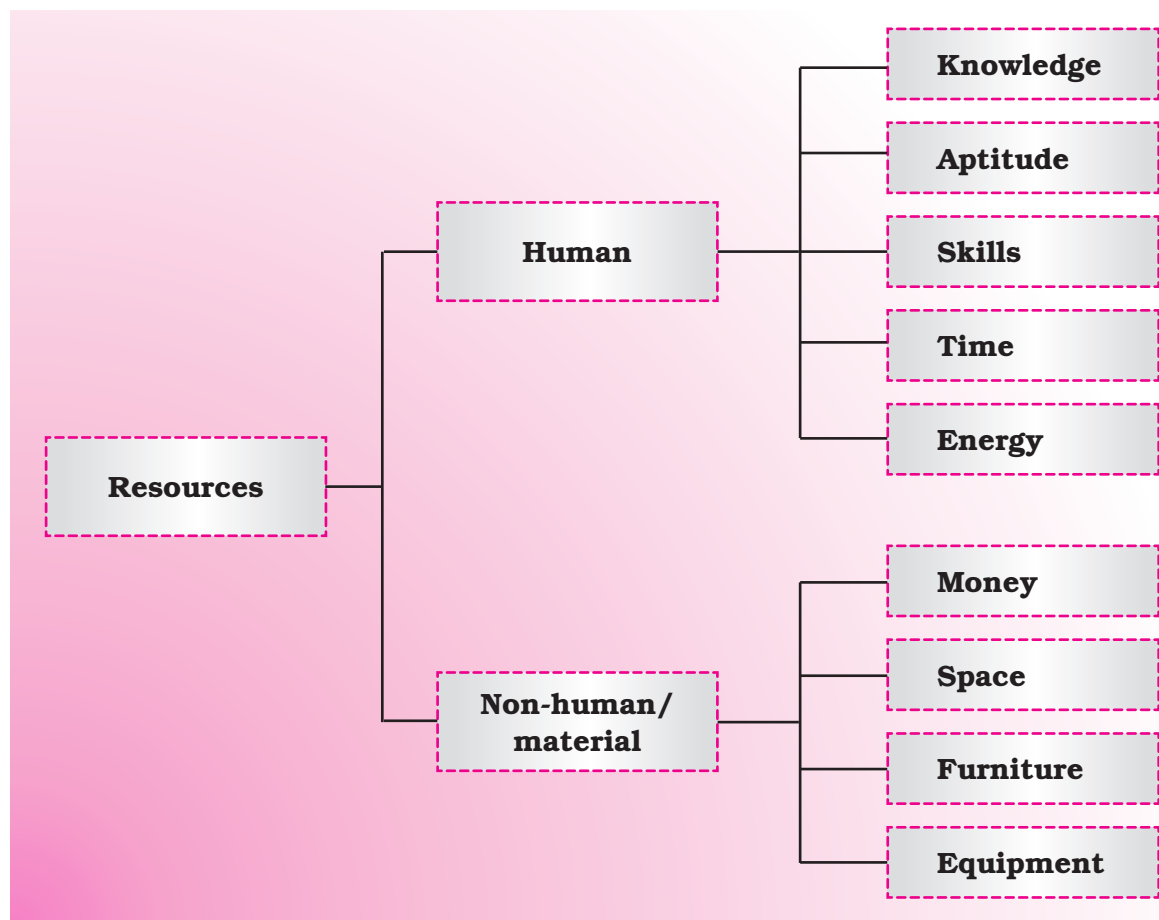 Resources
Human
Knowledge
Aptitude
Skills
Time
Energy
Non-human/
material
Money
Space
Furniture
Equipment